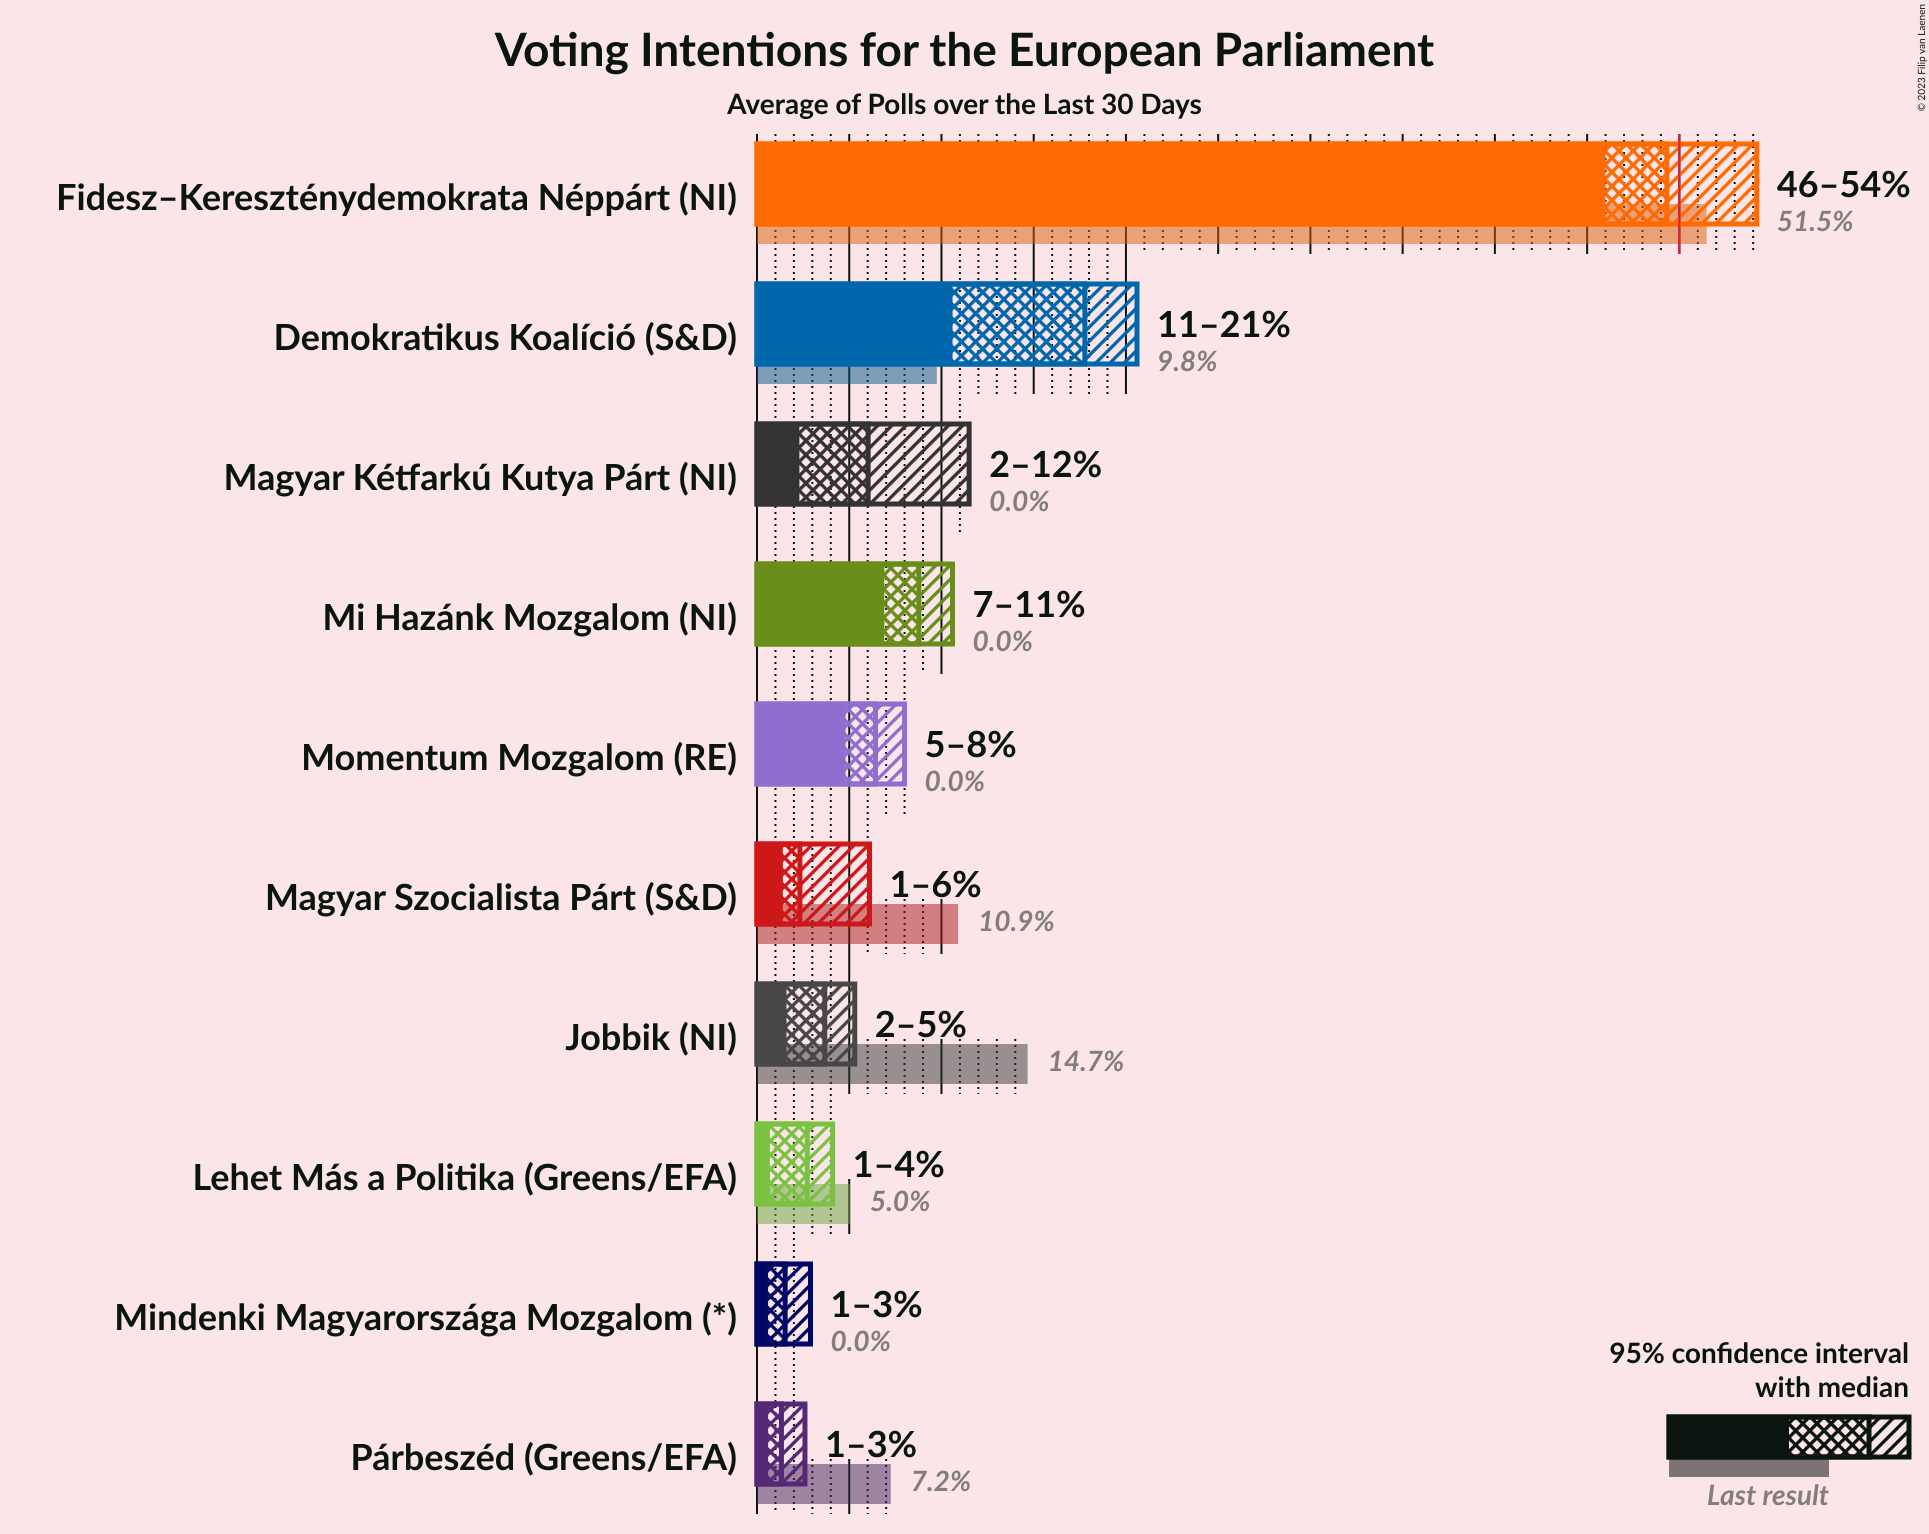 © 2023 Filip van Laenen
Voting Intentions for the European Parliament
Average of Polls over the Last 30 Days
Fidesz–Kereszténydemokrata Néppárt (NI)
46–54%
51.5%
Demokratikus Koalíció (S&D)
11–21%
9.8%
Magyar Kétfarkú Kutya Párt (NI)
2–12%
0.0%
Mi Hazánk Mozgalom (NI)
7–11%
0.0%
Momentum Mozgalom (RE)
5–8%
0.0%
Magyar Szocialista Párt (S&D)
1–6%
10.9%
Jobbik (NI)
2–5%
14.7%
Lehet Más a Politika (Greens/EFA)
1–4%
5.0%
Mindenki Magyarországa Mozgalom (*)
1–3%
0.0%
Párbeszéd (Greens/EFA)
1–3%
7.2%
95% confidence interval
with median
Last result